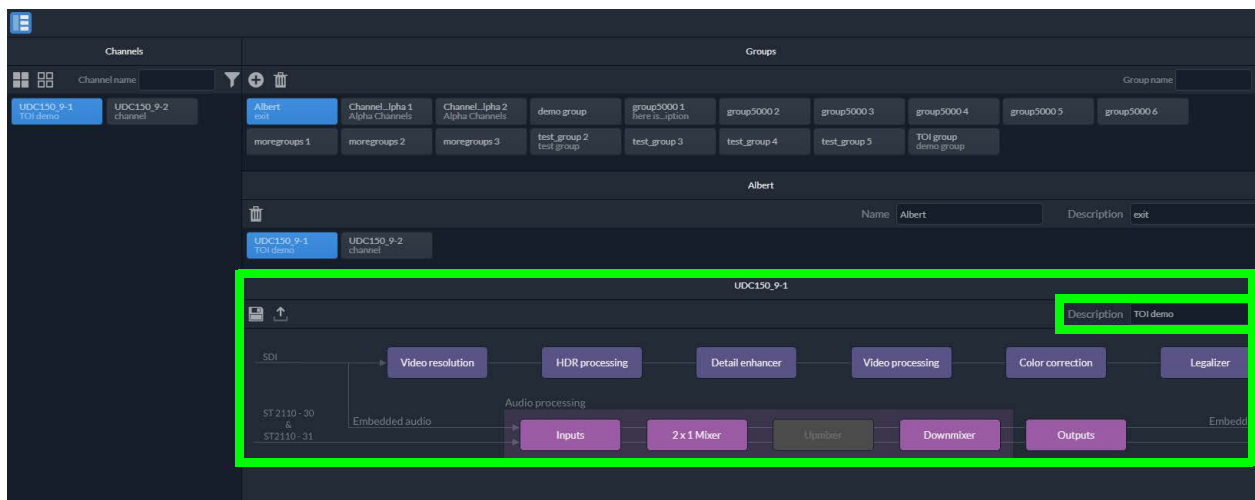 Channels
Groups
Channel name
Group name
UDC150_9-1
TOI demo
UDC150_9-2
channel
Albert
exit
Channel...lpha 1
Alpha Channels
Channel...lpha 2
Alpha Channels
demo group
group5000 1
here is...iption
group5000 2
group5000 3
group5000 4
group5000 5
group5000 6
moregroups 1
moregroups 2
moregroups 3
test_group 2
test group
test_group 3
test_group 4
test_group 5
TOI group
demo group
Albert
Name Albert
Description exit
UDC150_9-1
TOI demo
UDC150_9-2
channel
UDC150_9-1
Description TOI demo
SDI
Video resolution
HDR processing
Detail enhancer
Video processing
Color correction
Legalizer
Audio processing
ST 2110 - 30
&
ST2110 - 31
Embedded audio
Embedd
Inputs
2 x 1 Mixer
Upmixer
Downmixer
Outputs